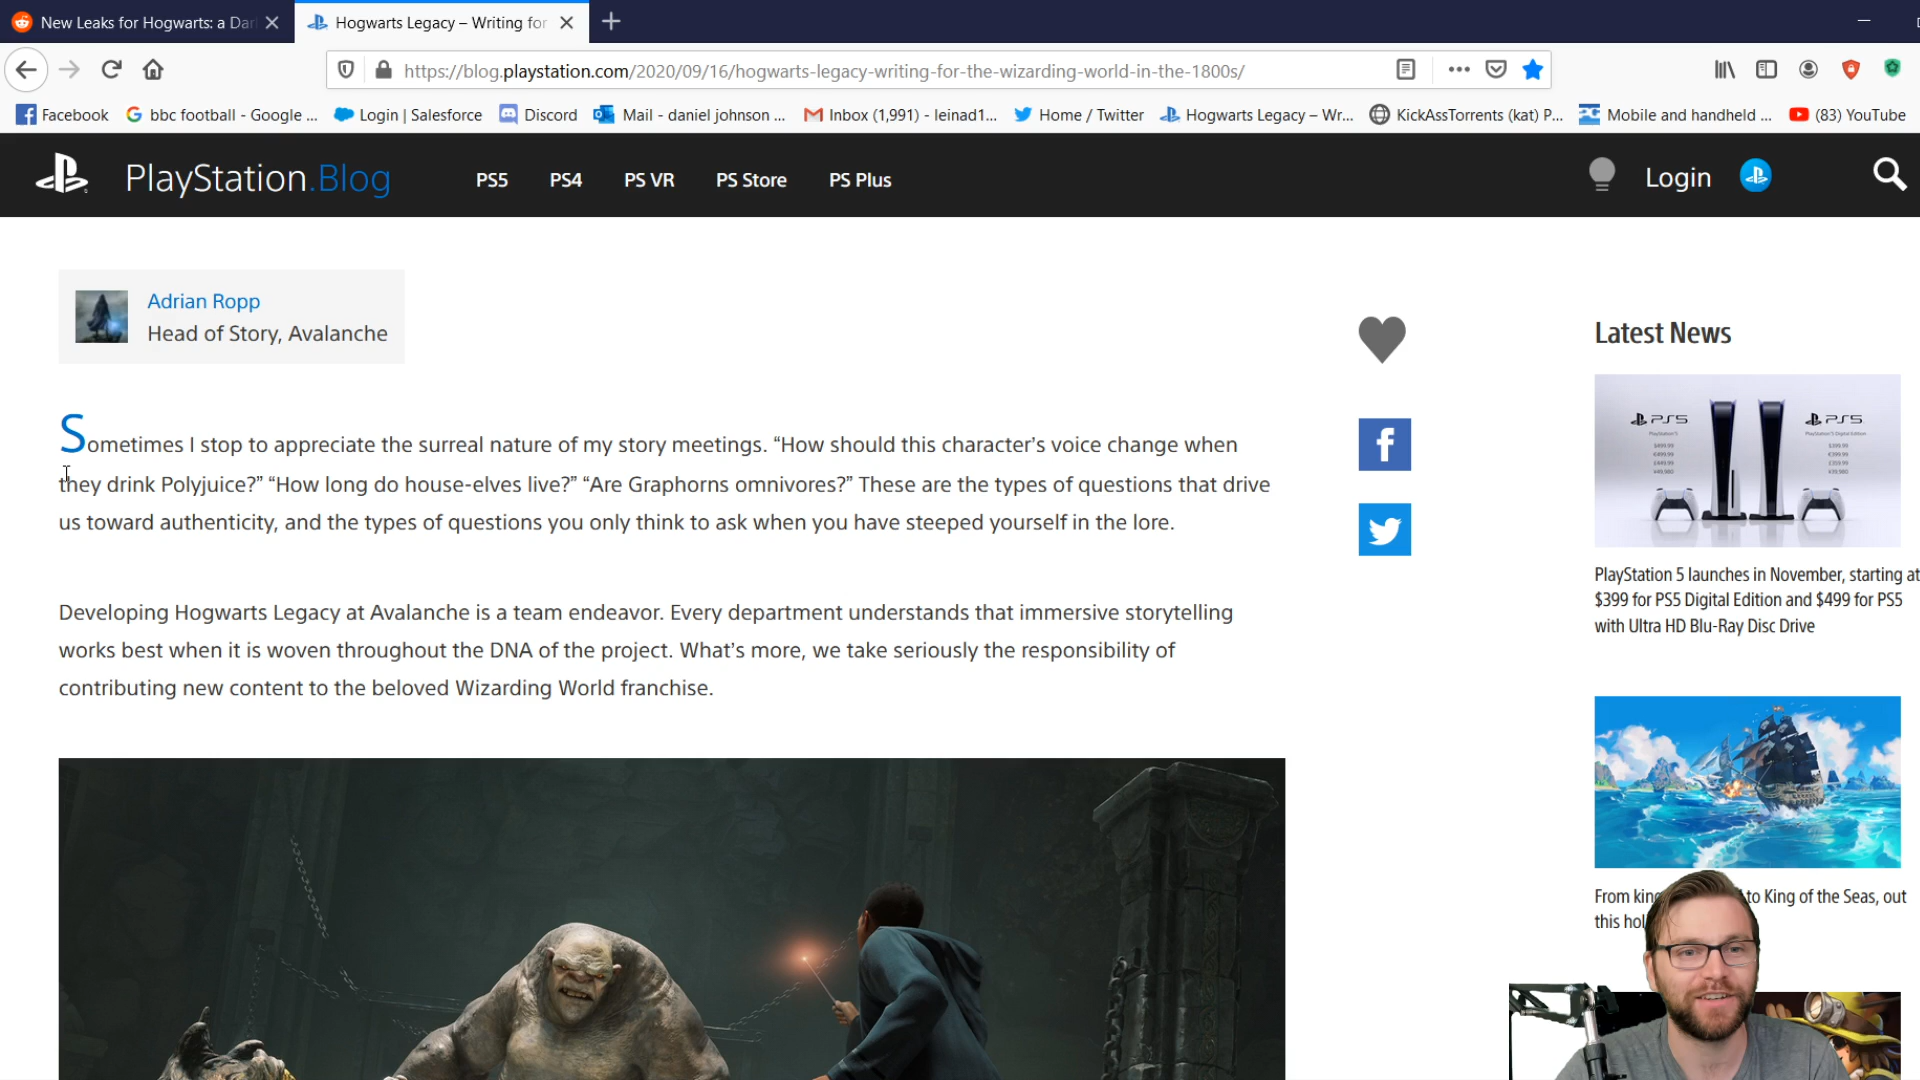 New Leaks for Hogwarts: a Dar
Hogwarts Legacy – Writing for
https://blog.playstation.com/2020/09/16/hogwarts-legacy-writing-for-the-wizarding-world-in-the-1800s/
Facebook
bbc football - Google ...
Login | Salesforce
Discord
Mail - daniel johnson ...
Inbox (1,991) - leinad1...
Home / Twitter
Hogwarts Legacy – Wr...
KickAssTorrents (kat) P...
Mobile and handheld ...
(83) YouTube
PlayStation.Blog
PS5
PS4
PS VR
PS Store
PS Plus
Login
Adrian Ropp
Head of Story, Avalanche
Sometimes I stop to appreciate the surreal nature of my story meetings. “How should this character’s voice change when
they drink Polyjuice?” “How long do house-elves live?” “Are Graphorns omnivores?” These are the types of questions that drive
us toward authenticity, and the types of questions you only think to ask when you have steeped yourself in the lore.
Developing Hogwarts Legacy at Avalanche is a team endeavor. Every department understands that immersive storytelling
works best when it is woven throughout the DNA of the project. What’s more, we take seriously the responsibility of
contributing new content to the beloved Wizarding World franchise.
Latest News
PS5
PS5
$499.99
$399.99
PlayStation 5 launches in November, starting at
$399 for PS5 Digital Edition and $499 for PS5
with Ultra HD Blu-Ray Disc Drive
From kin
to King of the Seas, out
this hol